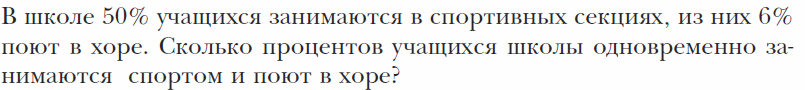 В школе 50% учащихся занимаются в спортивных секциях, из них 6%
поют в хоре. Сколько процентов учащихся школы одновременно за-
нимаются спортом и поют в хоре?